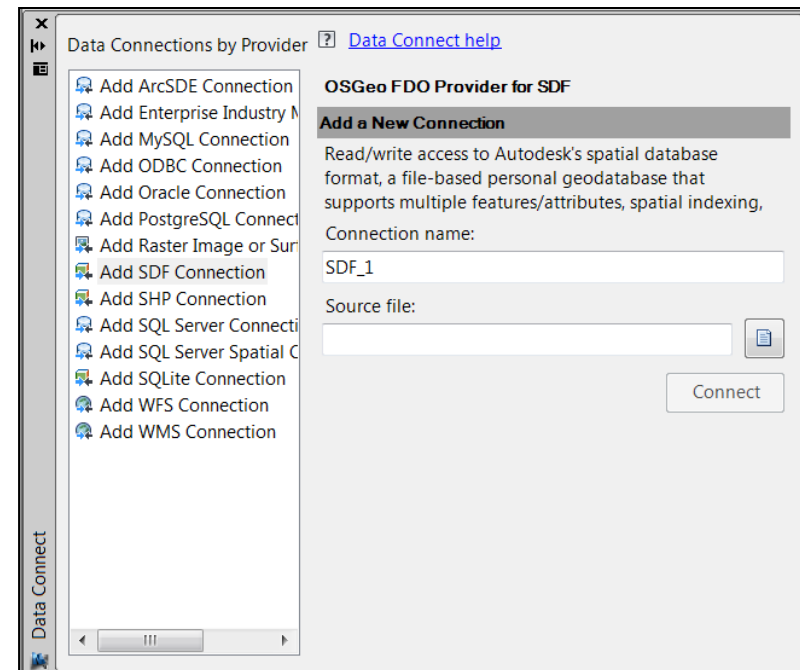 Data Connections by Provider
Add ArcSDE Connection
Add Enterprise Industry M
Add MySQL Connection
Add ODBC Connection
Add Oracle Connection
Add PostgreSQL Connect
Add Raster Image or Sur
Add SDF Connection
Add SHP Connection
Add SQL Server Connecti
Add SQL Server Spatial C
Add SQLite Connection
Add WFS Connection
Add WMS Connection
? Data Connect help
OSGeo FDO Provider for SDF
Add a New Connection
Read/write access to Autodesk's spatial database
format, a file-based personal geodatabase that
supports multiple features/attributes, spatial indexing,
Connection name:
SDF_1
Source file:
Connect
Data Connect